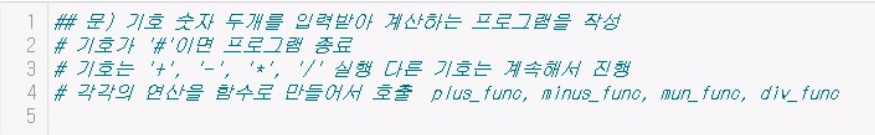 1 ## 문) 기호 숫자 두개를 입력받아 계산하는 프로그램을 작성
2 # 기호가 '#'이면 프로그램 종료
3 # 기호는 '+', '-', '*', '/' 실행 다른 기호는 계속해서 진행
4 # 각각의 연산을 함수로 만들어서 호출 plus_func, minus_func, mun_func, div_func
5